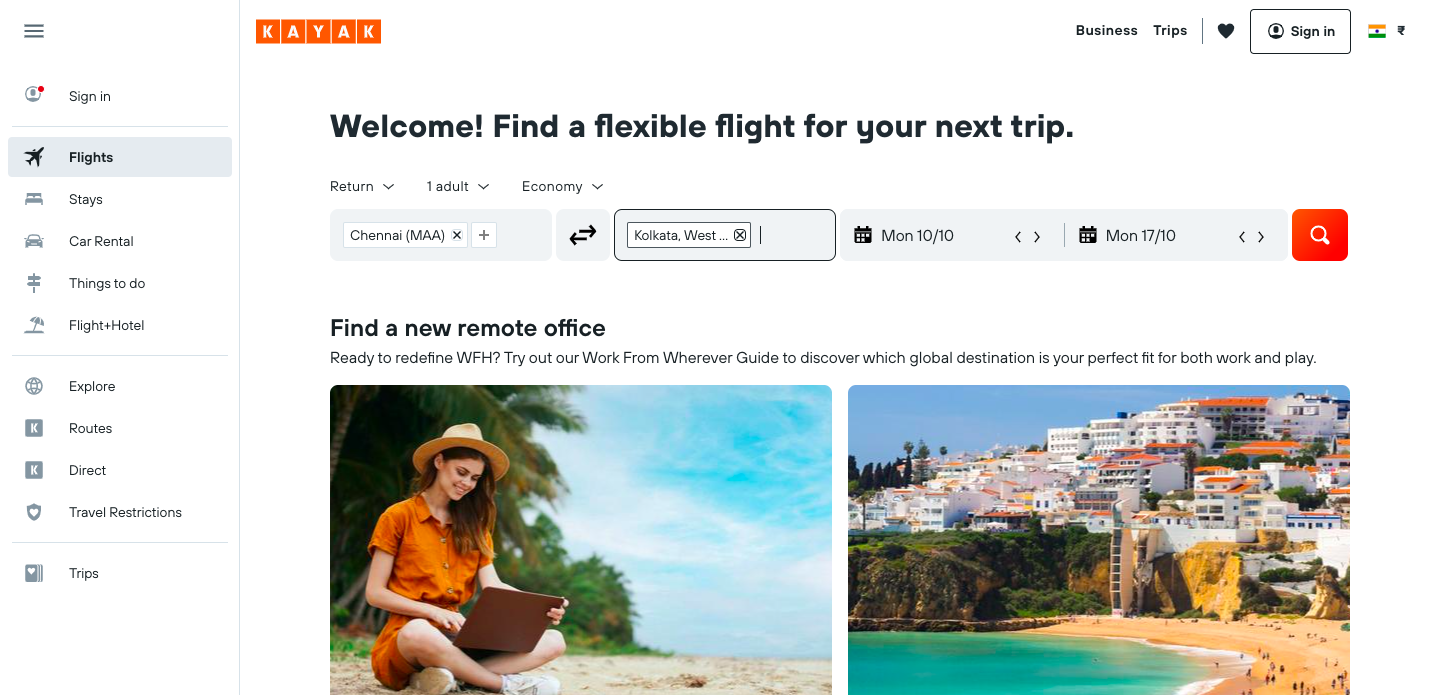 KAYAK
Business Trips Sign in ₹
Sign in
Flights
Stays
Car Rental
Things to do
Flight+Hotel
Explore
Routes
Direct
Travel Restrictions
Trips
Welcome! Find a flexible flight for your next trip.
Return 1 adult Economy
Chennai (MAA) Kolkata, West ... Mon 10/10 Mon 17/10
Find a new remote office
Ready to redefine WFH? Try out our Work From Wherever Guide to discover which global destination is your perfect fit for both work and play.